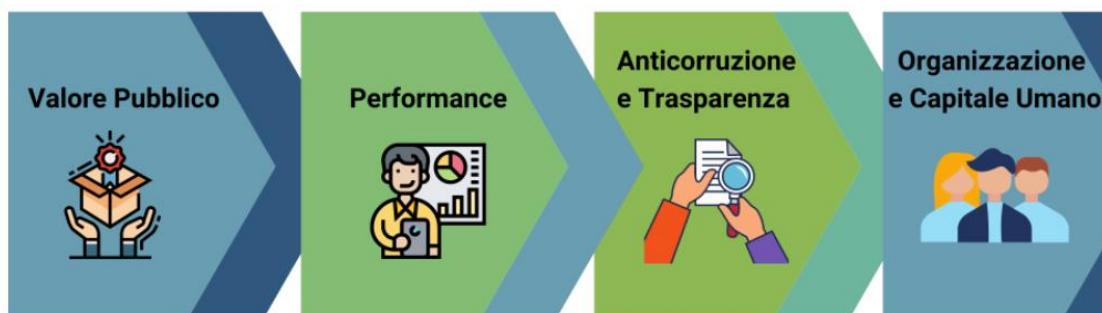 Valore Pubblico
Performance
Anticorruzione
e Trasparenza
Organizzazione
e Capitale Umano